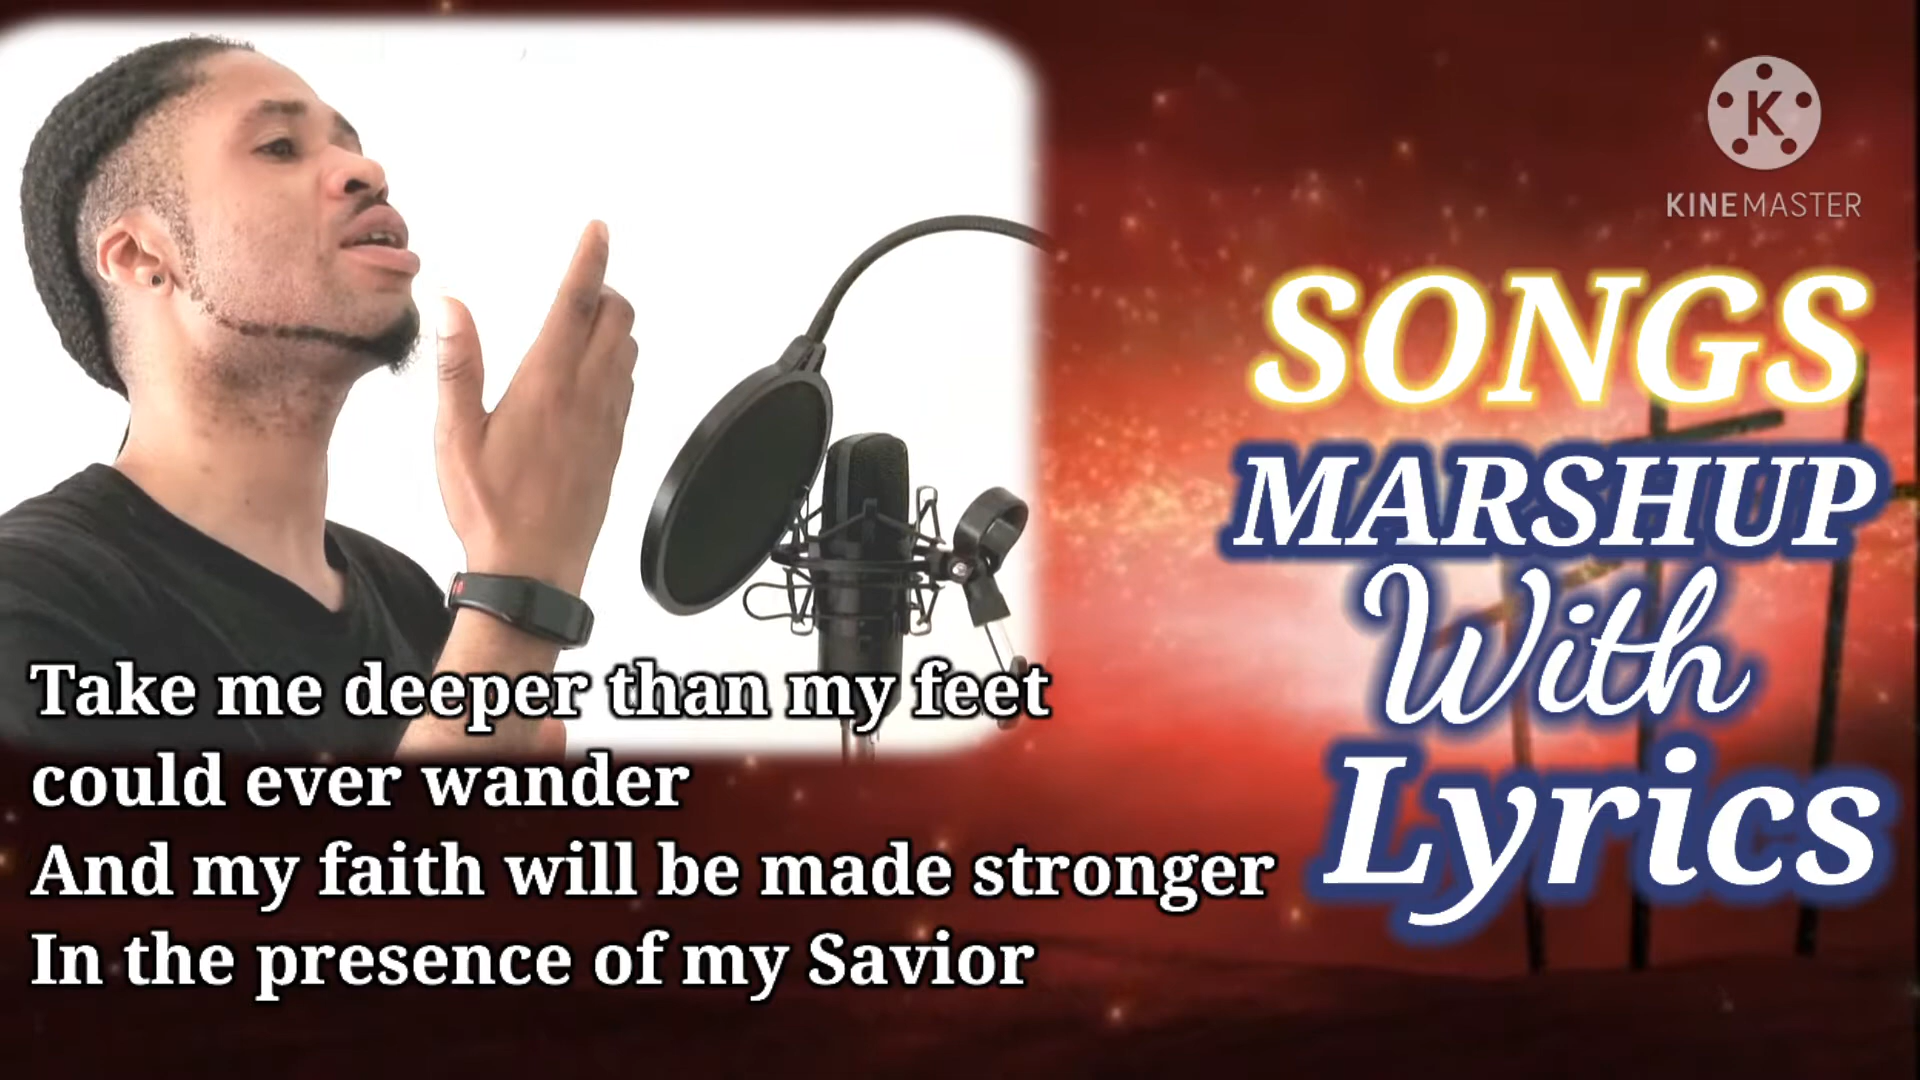 K
KINEMASTER
SONGS
MARSHUP
With
Lyrics
Take me deeper than my feet
could ever wander
And my faith will be made stronger
In the presence of my Savior